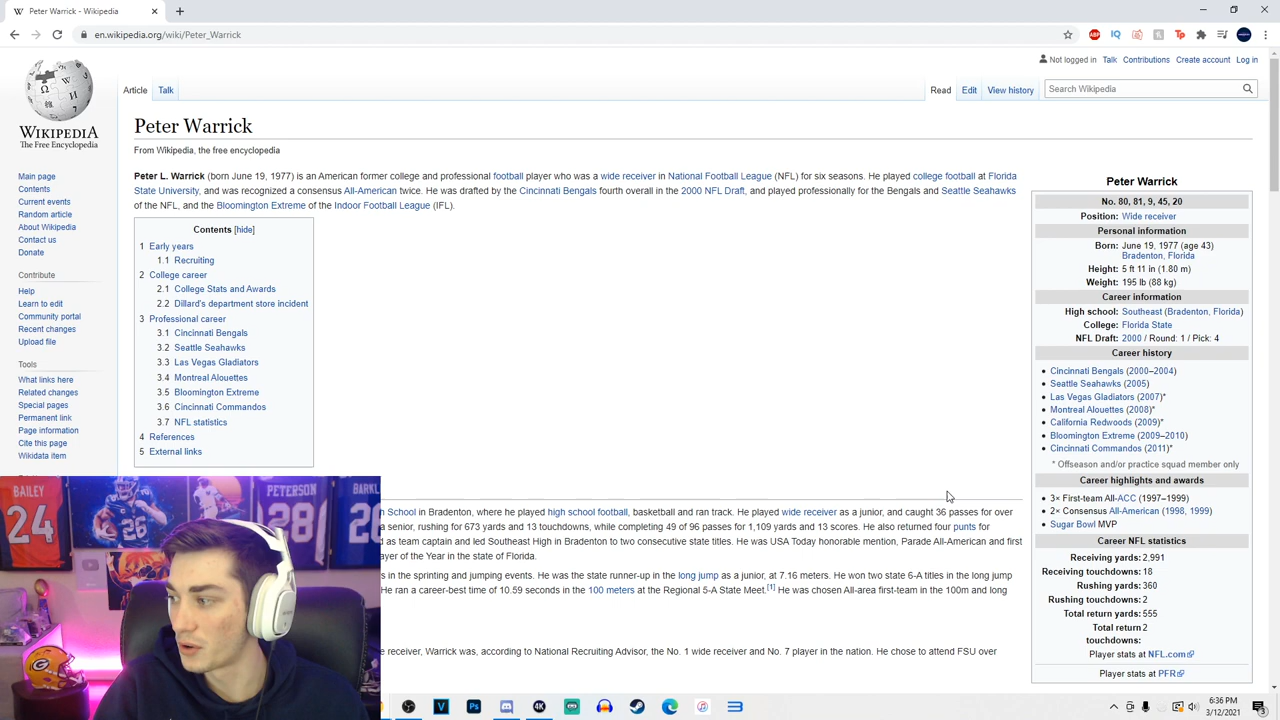 Peter Warrick - Wikipedia
en.wikipedia.org/wiki/Peter_Warrick
Not logged in Talk Contributions Create account Log in
Article Talk Read Edit View history Search Wikipedia
WIKIPEDIA
The Free Encyclopedia
Main page
Contents
Current events
Random article
About Wikipedia
Contact us
Donate
Contribute
Help
Learn to edit
Community portal
Recent changes
Upload file
Tools
What links here
Related changes
Special pages
Permanent link
Page information
Cite this page
Wikidata item
Peter Warrick
From Wikipedia, the free encyclopedia
Peter L. Warrick (born June 19, 1977) is an American former college and professional football player who was a wide receiver in National Football League (NFL) for six seasons. He played college football at Florida
State University, and was recognized a consensus All-American twice. He was drafted by the Cincinnati Bengals fourth overall in the 2000 NFL Draft, and played professionally for the Bengals and Seattle Seahawks
of the NFL, and the Bloomington Extreme of the Indoor Football League (IFL).
Contents [hide]
1 Early years
1.1 Recruiting
2 College career
2.1 College Stats and Awards
2.2 Dillard's department store incident
3 Professional career
3.1 Cincinnati Bengals
3.2 Seattle Seahawks
3.3 Las Vegas Gladiators
3.4 Montreal Alouettes
3.5 Bloomington Extreme
3.6 Cincinnati Commandos
3.7 NFL statistics
4 References
5 External links
h School in Bradenton, where he played high school football, basketball and ran track. He played wide receiver as a junior, and caught 36 passes for over
a senior, rushing for 673 yards and 13 touchdowns, while completing 49 of 96 passes for 1,109 yards and 13 scores. He also returned four punts for
d as team captain and led Southeast High in Bradenton to two consecutive state titles. He was USA Today honorable mention, Parade All-American and first
ayer of the Year in the state of Florida.
s in the sprinting and jumping events. He was the state runner-up in the long jump as a junior, at 7.16 meters. He won two state 6-A titles in the long jump
He ran a career-best time of 10.59 seconds in the 100 meters at the Regional 5-A State Meet.[1] He was chosen All-area first-team in the 100m and long
e receiver, Warrick was, according to National Recruiting Advisor, the No. 1 wide receiver and No. 7 player in the nation. He chose to attend FSU over
Peter Warrick
No. 80, 81, 9, 45, 20
Position: Wide receiver
Personal information
Born: June 19, 1977 (age 43)
Bradenton, Florida
Height: 5 ft 11 in (1.80 m)
Weight: 195 lb (88 kg)
Career information
High school: Southeast (Bradenton, Florida)
College: Florida State
NFL Draft: 2000 / Round: 1 / Pick: 4
Career history
• Cincinnati Bengals (2000–2004)
• Seattle Seahawks (2005)
• Las Vegas Gladiators (2007)*
• Montreal Alouettes (2008)*
• California Redwoods (2009)*
• Bloomington Extreme (2009–2010)
• Cincinnati Commandos (2011)*
* Offseason and/or practice squad member only
Career highlights and awards
• 3× First-team All-ACC (1997–1999)
• 2× Consensus All-American (1998, 1999)
• Sugar Bowl MVP
Career NFL statistics
Receiving yards: 2,991
Receiving touchdowns: 18
Rushing yards: 360
Rushing touchdowns: 2
Total return yards: 555
Total return 2
touchdowns:
Player stats at NFL.com
Player stats at PFR
BAILEY
24
26
PETERSON
28
BARKL
6:36 PM
3/12/2021